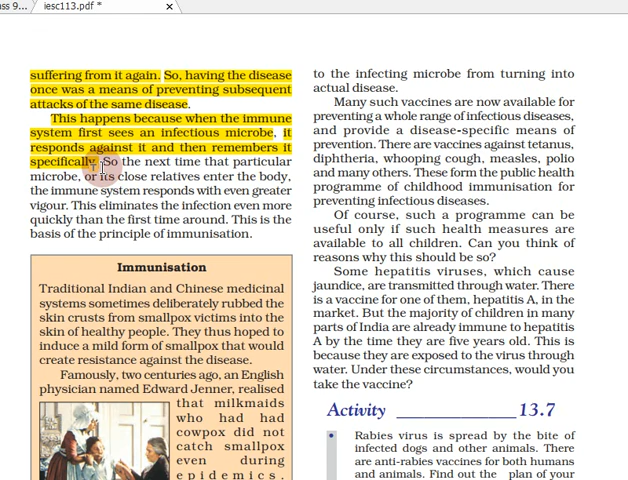 ass 9...
iesc113.pdf *
suffering from it again. So, having the disease
once was a means of preventing subsequent
attacks of the same disease.
This happens because when the immune
system first sees an infectious microbe, it
responds against it and then remembers it
specifically. So the next time that particular
microbe, or its close relatives enter the body,
the immune system responds with even greater
vigour. This eliminates the infection even more
quickly than the first time around. This is the
basis of the principle of immunisation.
Immunisation
Traditional Indian and Chinese medicinal
systems sometimes deliberately rubbed the
skin crusts from smallpox victims into the
skin of healthy people. They thus hoped to
induce a mild form of smallpox that would
create resistance against the disease.
Famously, two centuries ago, an English
physician named Edward Jenner, realised
that milkmaids
who had had
cowpox did not
catch smallpox
even during
epidemics.
to the infecting microbe from turning into
actual disease.
Many such vaccines are now available for
preventing a whole range of infectious diseases,
and provide a disease-specific means of
prevention. There are vaccines against tetanus,
diphtheria, whooping cough, measles, polio
and many others. These form the public health
programme of childhood immunisation for
preventing infectious diseases.
Of course, such a programme can be
useful only if such health measures are
available to all children. Can you think of
reasons why this should be so?
Some hepatitis viruses, which cause
jaundice, are transmitted through water. There
is a vaccine for one of them, hepatitis A, in the
market. But the majority of children in many
parts of India are already immune to hepatitis
A by the time they are five years old. This is
because they are exposed to the virus through
water. Under these circumstances, would you
take the vaccine?
Activity ______________ 13.7
• Rabies virus is spread by the bite of
infected dogs and other animals. There
are anti-rabies vaccines for both humans
and animals. Find out the plan of your